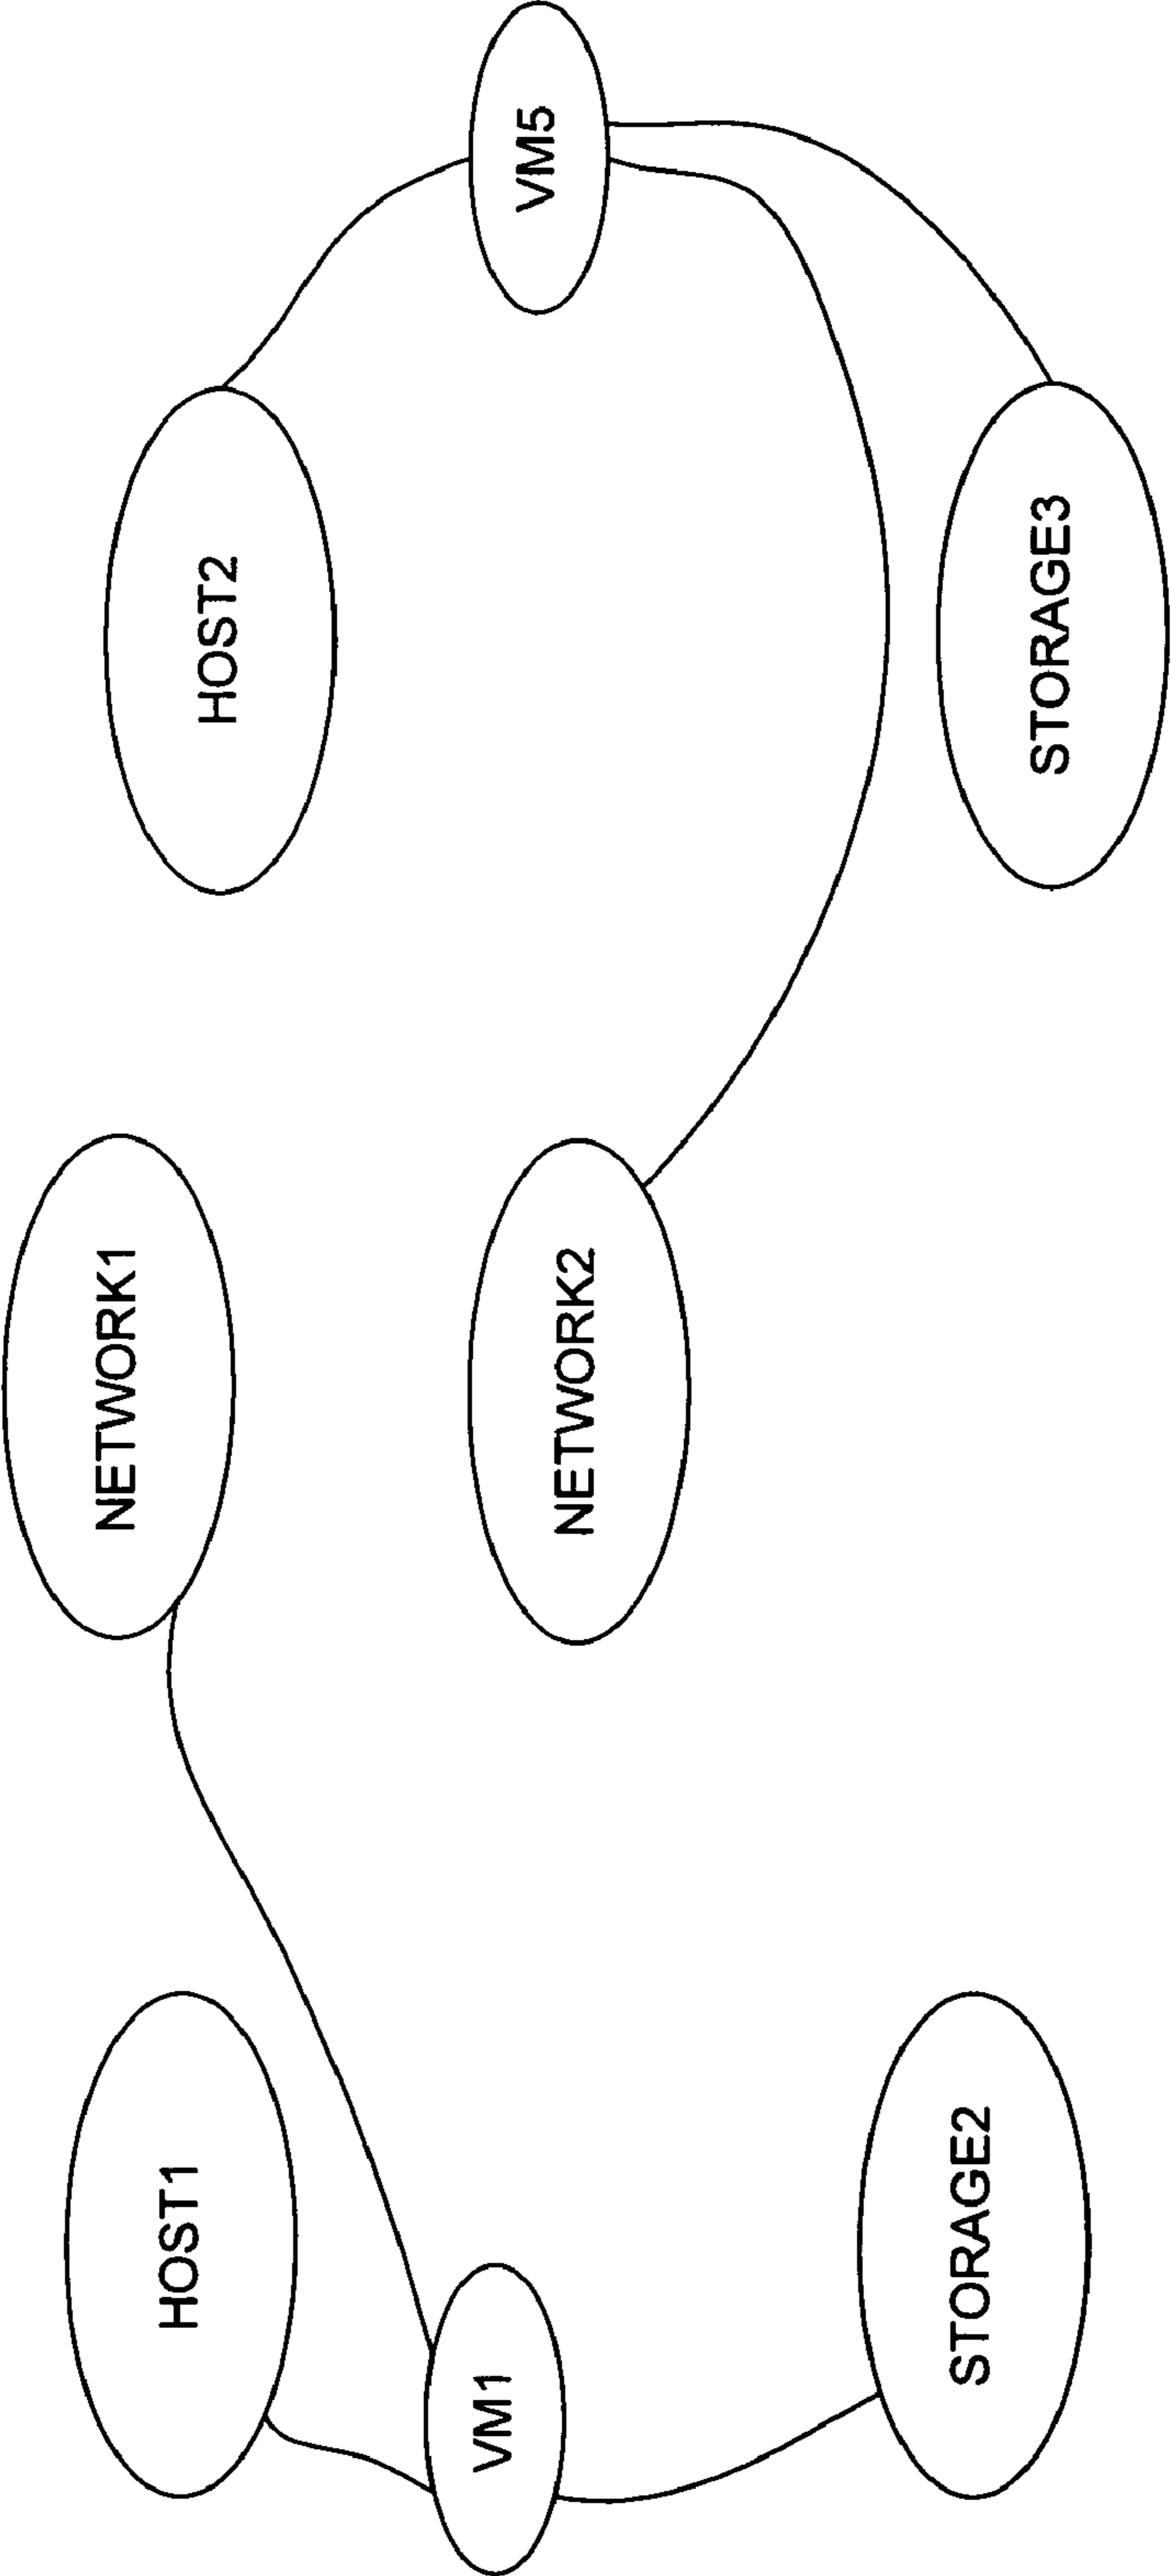 HOST1
NETWORK1
HOST2
VM1
NETWORK2
VM5
STORAGE2
STORAGE3